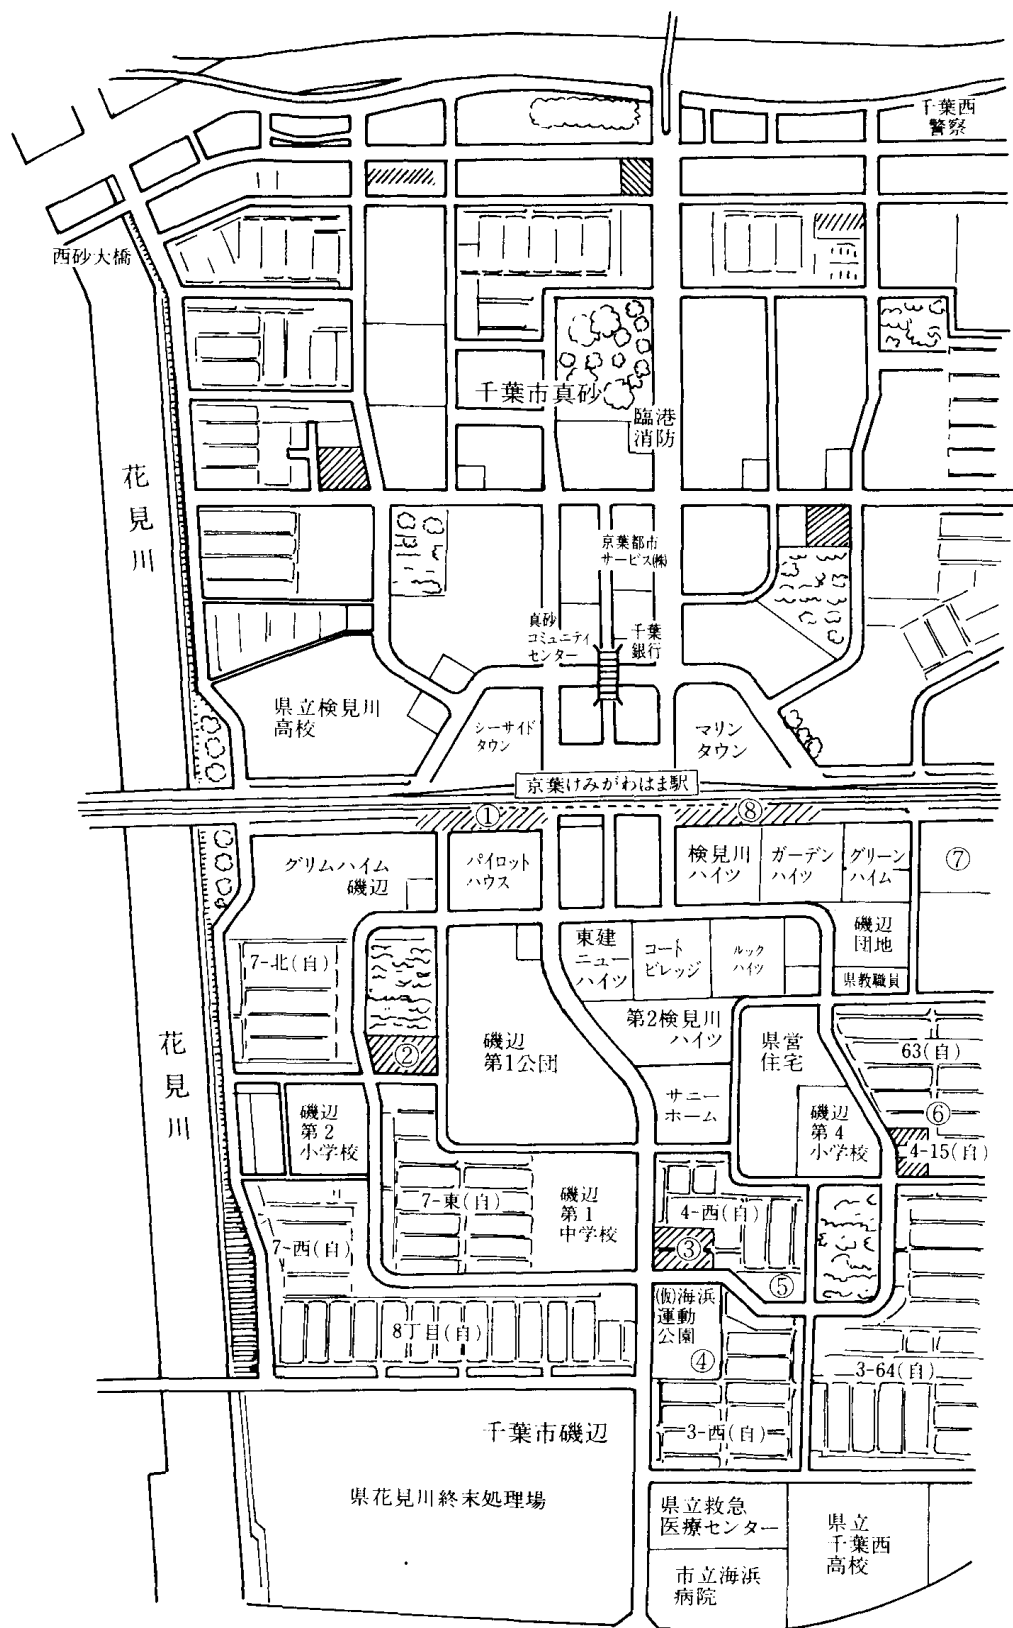 千葉西
警察
西砂大橋
千葉市真砂
臨港
消防
花見川
京葉都市
サービス㈱
真砂
コミュニティ
センター
千葉
銀行
県立検見川
高校
シーサイド
タウン
マリン
タウン
京葉けみがわはま駅
①
⑧
グリムハイム
磯辺
パイロット
ハウス
検見川
ハイツ
ガーデン
ハイツ
グリーン
ハイム
⑦
東建
ニュー
ハイツ
コート
ビレッジ
ルック
ハイツ
磯辺
団地
県教職員
7-北(自)
花見川
②
磯辺
第1公団
第2検見川
ハイツ
県営
住宅
63(自)
サニー
ホーム
磯辺
第2
小学校
磯辺
第4
小学校
⑥
4-15(自)
7-東(自)
磯辺
第1
中学校
4-西(自)
7-西(自)
③
⑤
(仮)海浜
運動
公園
④
8丁目(自)
3-64(自)
3-西(自)
千葉市磯辺
県花見川終末処理場
県立救急
医療センター
県立
千葉西
高校
市立海浜
病院